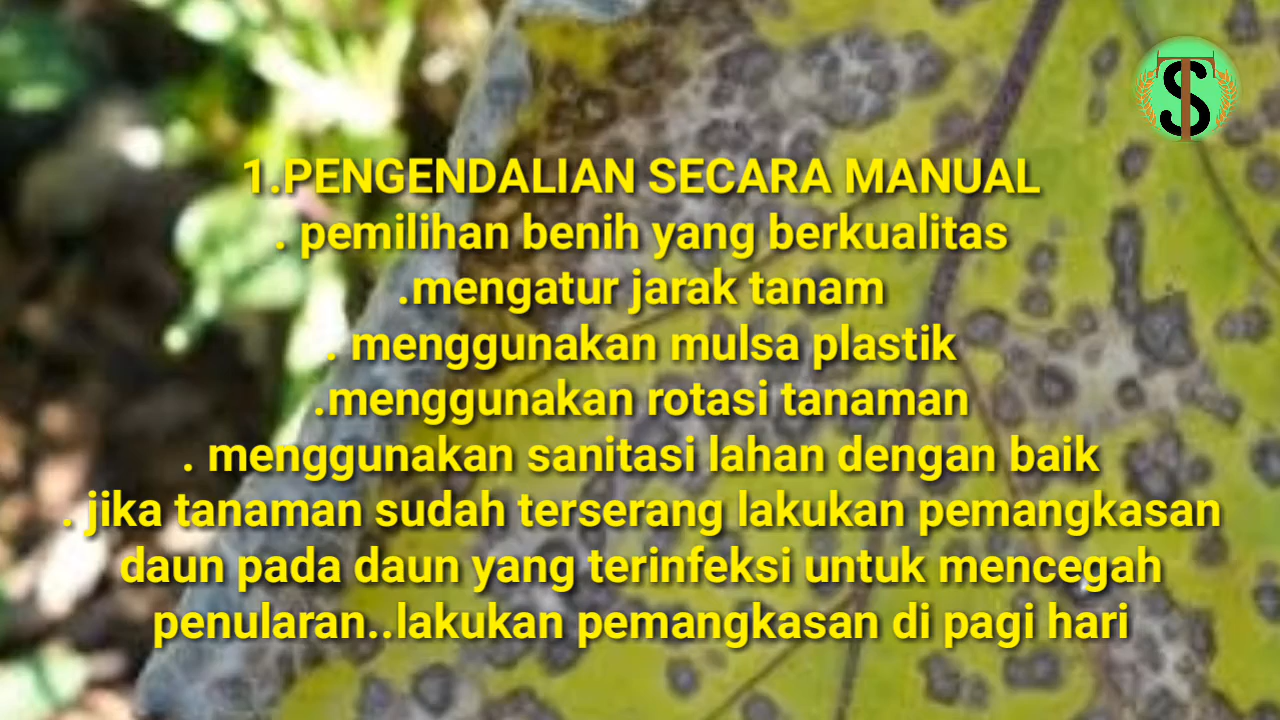 1.PENGENDALIAN SECARA MANUAL
. pemilihan benih yang berkualitas
.mengatur jarak tanam
. menggunakan mulsa plastik
.menggunakan rotasi tanaman
. menggunakan sanitasi lahan dengan baik
. jika tanaman sudah terserang lakukan pemangkasan
daun pada daun yang terinfeksi untuk mencegah
penularan..lakukan pemangkasan di pagi hari
TS